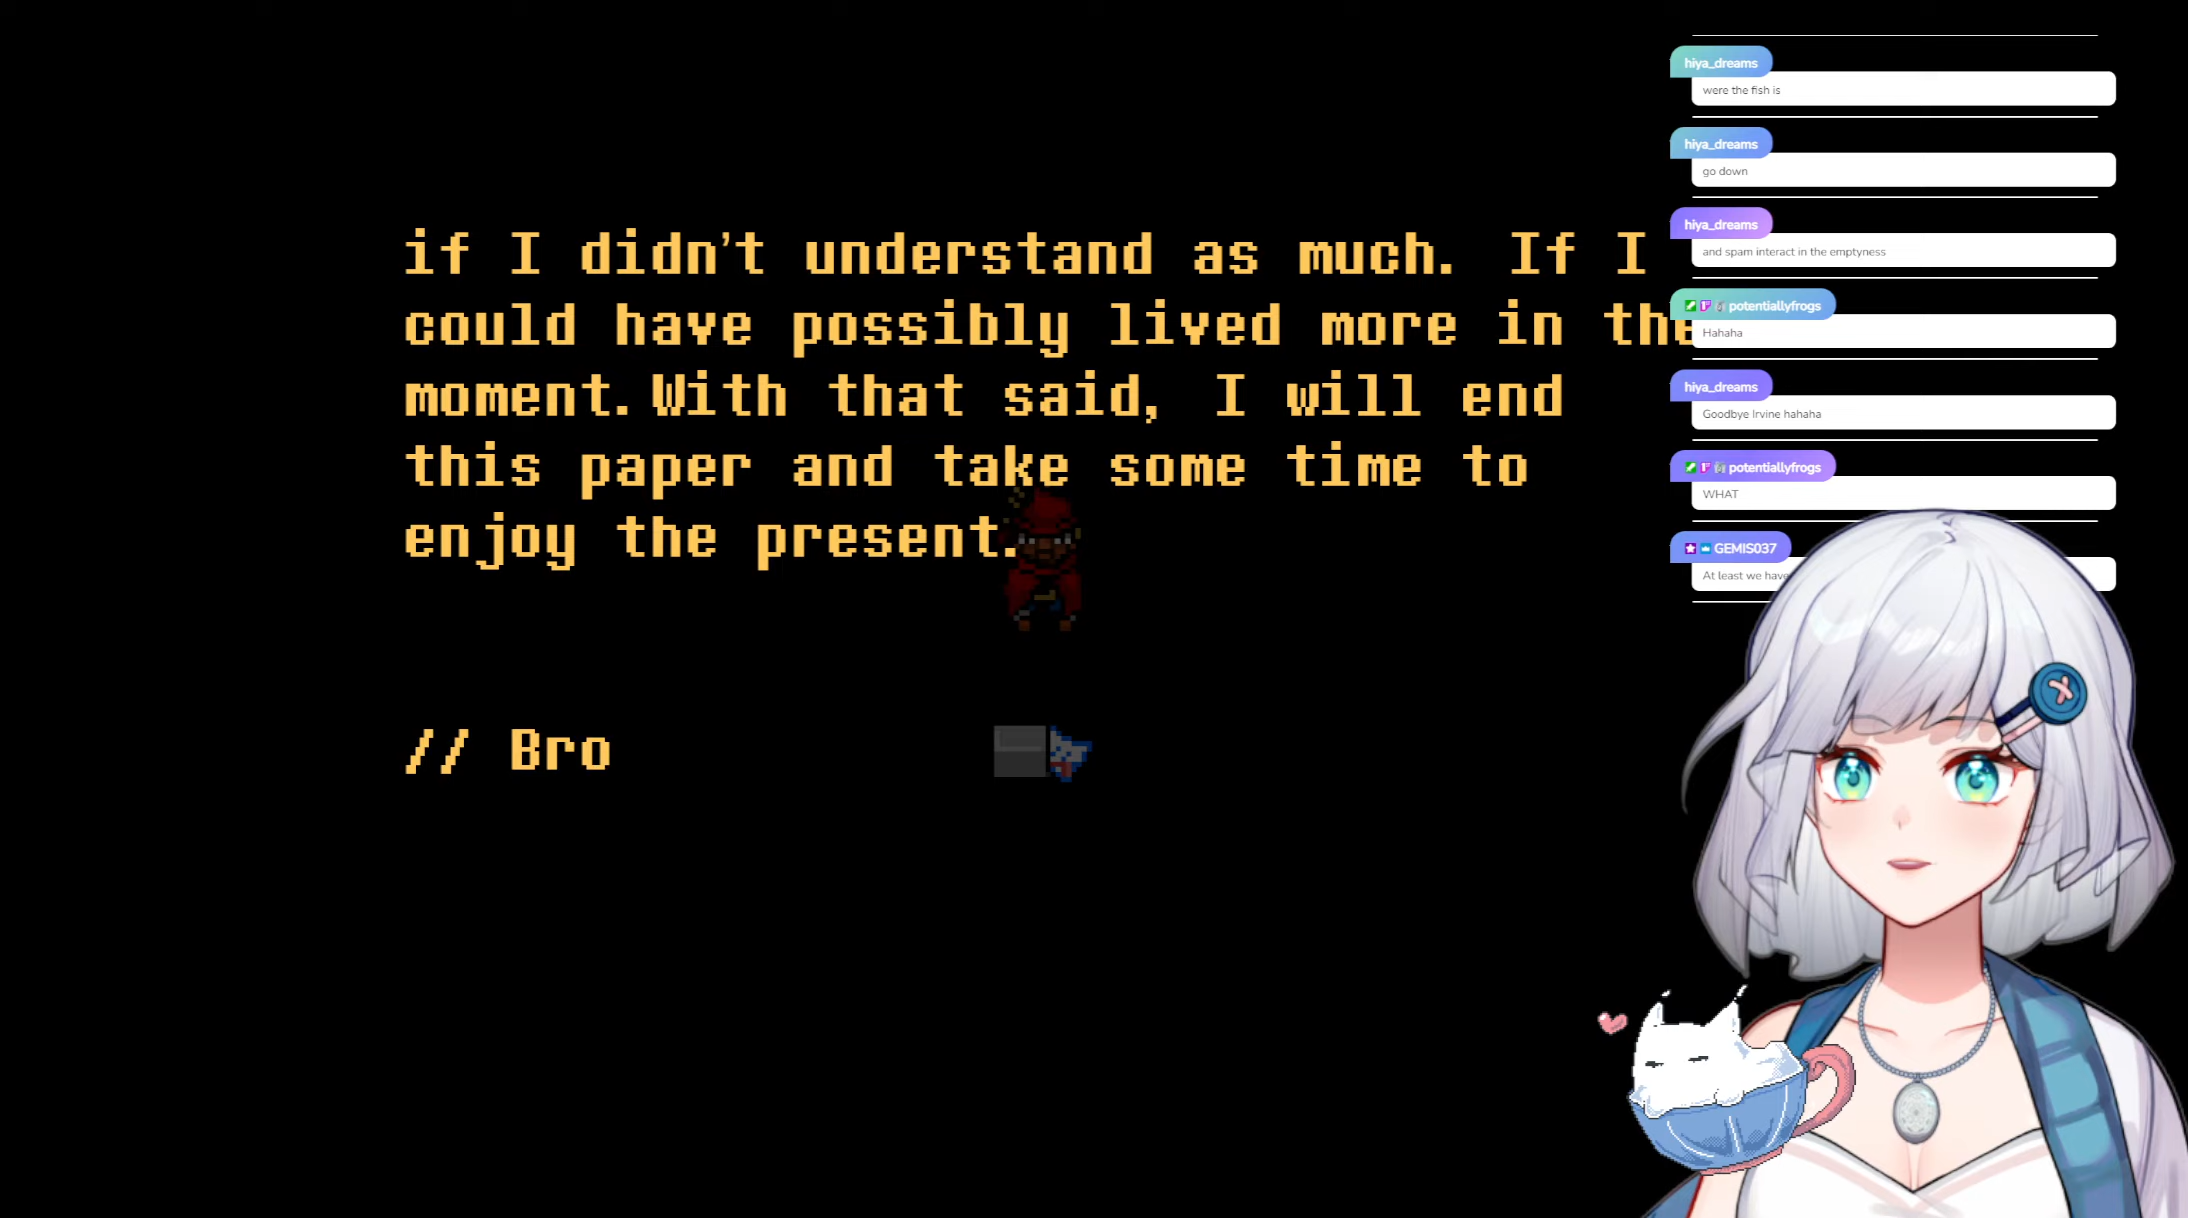 if I didn't understand as much. If I
could have possibly lived more in the
moment. With that said, I will end
this paper and take some time to
enjoy the present.
// Bro
hiya_dreams
were the fish is
hiya_dreams
go down
hiya_dreams
and spam interact in the emptyness
potentiallyfrogs
Hahaha
hiya_dreams
Goodbye Irvine hahaha
potentiallyfrogs
WHAT
GEMIS037
At least we have